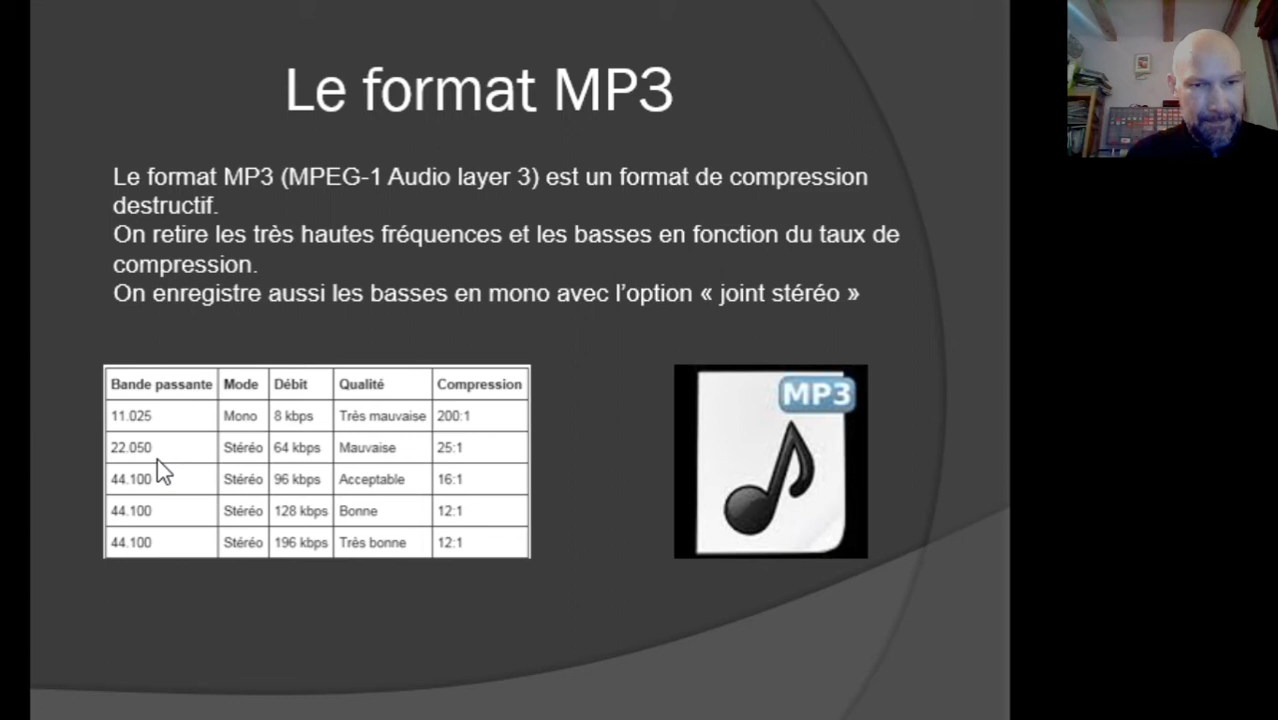 Le format MP3
Le format MP3 (MPEG-1 Audio layer 3) est un format de compression
destructif.
On retire les très hautes fréquences et les basses en fonction du taux de
compression.
On enregistre aussi les basses en mono avec l'option « joint stéréo »
Bande passante Mode Débit Qualité Compression
11.025 Mono 8 kbps Très mauvaise 200:1
22.050 Stéréo 64 kbps Mauvaise 25:1
44.100 Stéréo 96 kbps Acceptable 16:1
44.100 Stéréo 128 kbps Bonne 12:1
44.100 Stéréo 196 kbps Très bonne 12:1
MP3